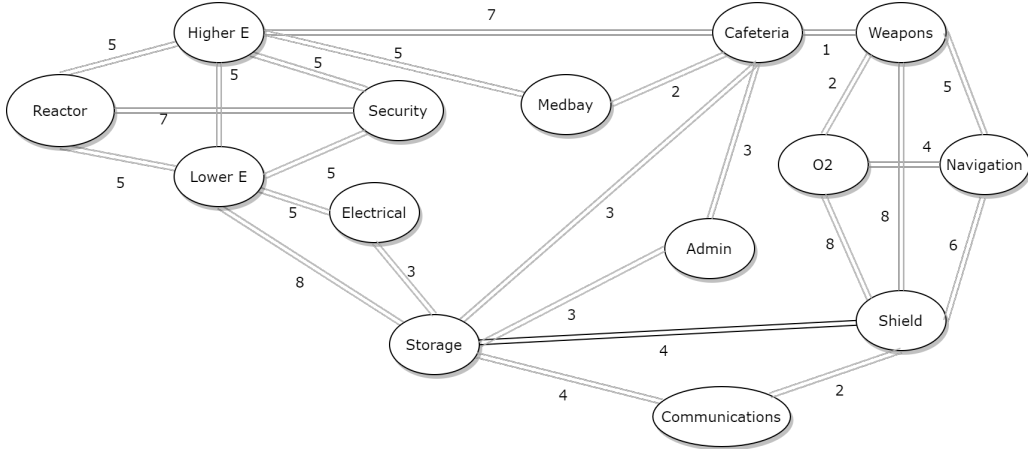 7
Higher E
Cafeteria
Weapons
5
5
1
5
5
2
5
Reactor
Security
Medbay
2
7
3
4
O2
Navigation
Lower E
5
5
5
Electrical
3
8
8
6
Admin
3
8
3
Storage
4
Shield
4
2
Communications